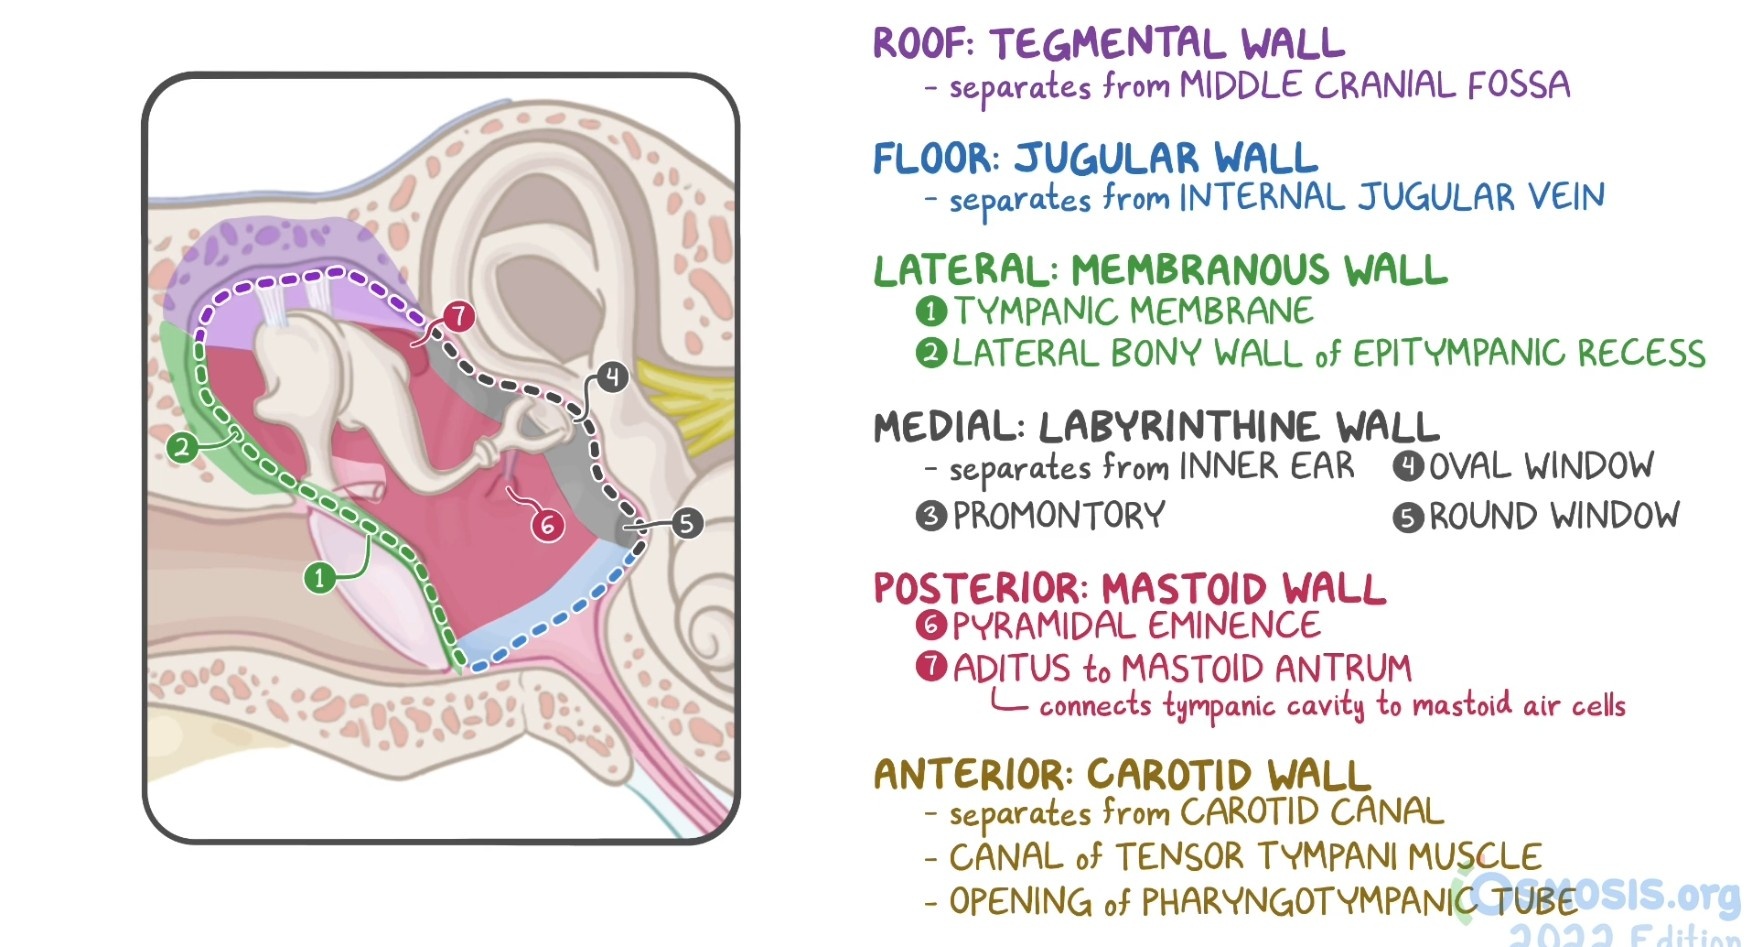 ROOF: TEGMENTAL WALL
- separates from MIDDLE CRANIAL FOSSA
FLOOR: JUGULAR WALL
- separates from INTERNAL JUGULAR VEIN
LATERAL: MEMBRANOUS WALL
1 TYMPANIC MEMBRANE
2 LATERAL BONY WALL of EPITYMPANIC RECESS
MEDIAL: LABYRINTHINE WALL
- separates from INNER EAR 4 OVAL WINDOW
3 PROMONTORY 5 ROUND WINDOW
POSTERIOR: MASTOID WALL
6 PYRAMIDAL EMINENCE
7 ADITUS to MASTOID ANTRUM
connects tympanic cavity to mastoid air cells
ANTERIOR: CAROTID WALL
- separates from CAROTID CANAL
- CANAL of TENSOR TYMPANI MUSCLE
- OPENING of PHARYNGOTYMPANIC TUBE
OSMOSIS.org
2022 Edition
7
4
2
6
5
1